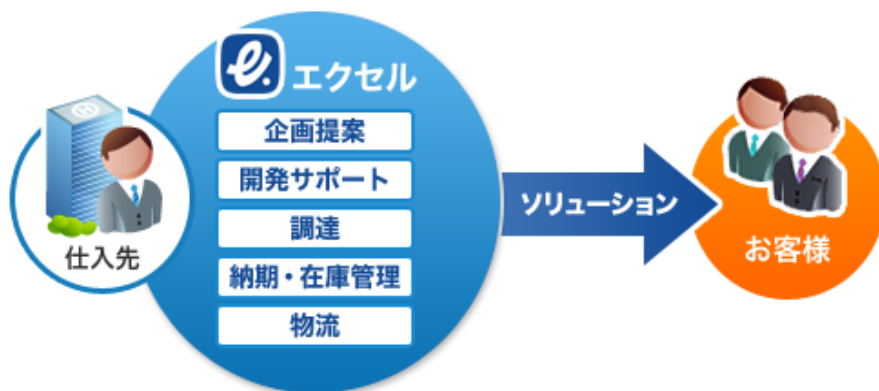 e.
エクセル
企画提案
開発サポート
調達
納期・在庫管理
物流
仕入先
ソリューション
お客様